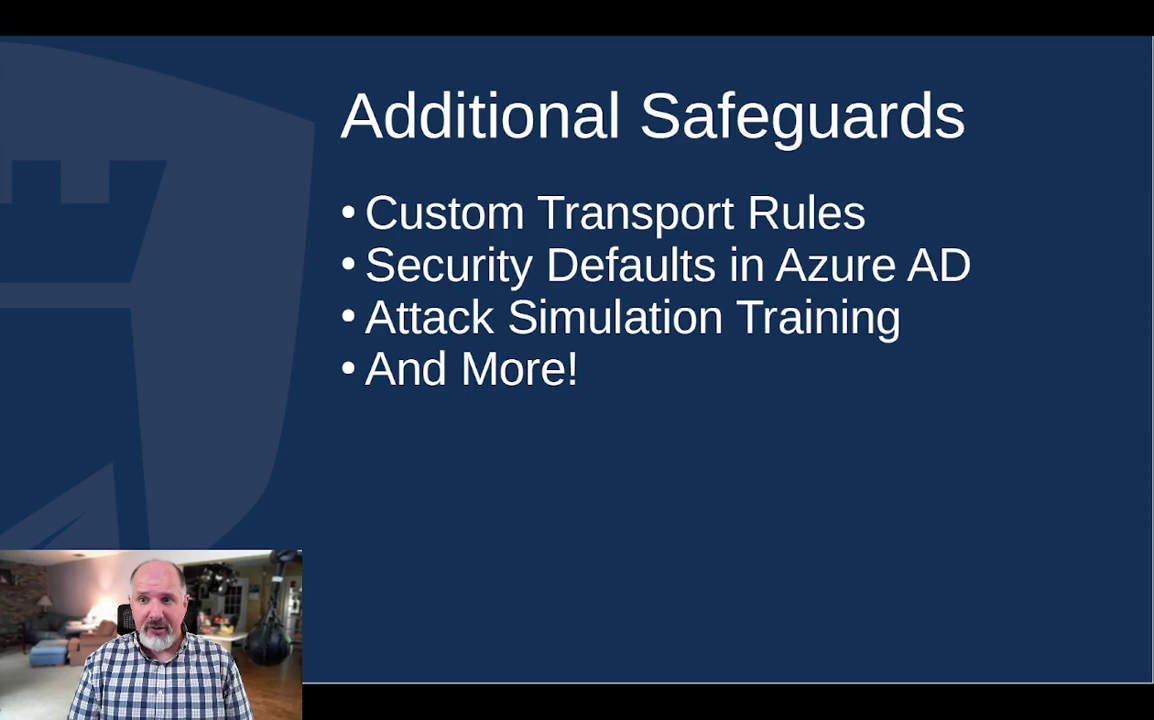 Additional Safeguards
• Custom Transport Rules
• Security Defaults in Azure AD
• Attack Simulation Training
• And More!